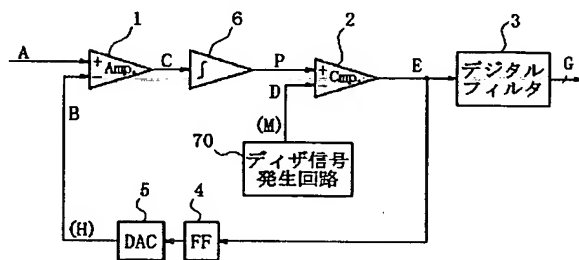 1
6
2
3
A
+
−
Amp.
C
∫
P
+
−
Cmp.
E
デジタル
フィルタ
G
B
D
(M)
70
ディザ信号
発生回路
5
4
(H)
DAC
FF